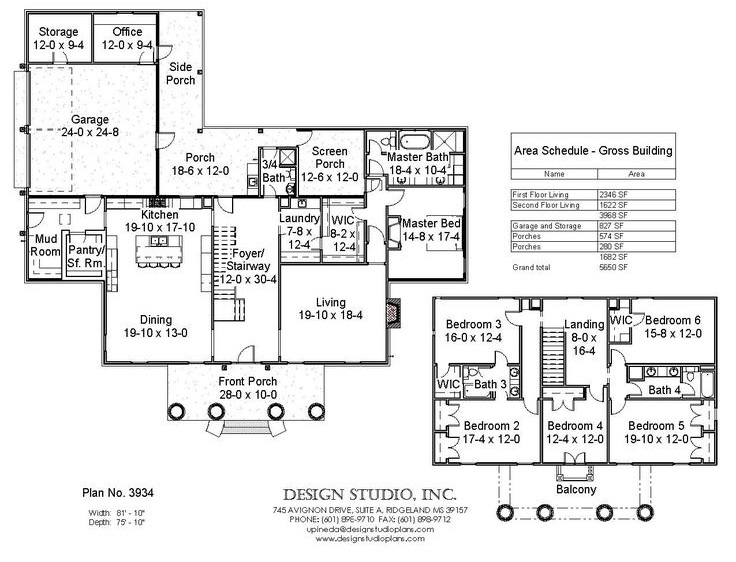 Storage
12-0 x 9-4
Office
12-0 x 9-4
Side
Porch
Garage
24-0 x 24-8
Porch
18-6 x 12-0
3/4
Bath
Screen
Porch
12-6 x 12-0
Master Bath
18-4 x 10-4
Mud
Room
Pantry/
Sf. Rm.
Kitchen
19-10 x 17-10
Foyer/
Stairway
12-0 x 30-4
Laundry
7-8 x
12-4
WIC
8-2 x
12-4
Master Bed
14-8 x 17-4
Dining
19-10 x 13-0
Living
19-10 x 18-4
Front Porch
28-0 x 10-0
Area Schedule - Gross Building
Name Area
First Floor Living 2346 SF
Second Floor Living 1622 SF
3968 SF
Garage and Storage 827 SF
Porches 574 SF
Porches 280 SF
1682 SF
Grand total 5650 SF
Bedroom 3
16-0 x 12-4
Landing
8-0 x
16-4
WIC
Bedroom 6
15-8 x 12-0
WIC
Bath 3
Bath 4
Bedroom 2
17-4 x 12-0
Bedroom 4
12-4 x 12-0
Bedroom 5
19-10 x 12-0
Balcony
Plan No. 3934
Width: 81' - 10"
Depth: 75' - 10"
DESIGN STUDIO, INC.
745 AVIGNON DRIVE, SUITE A, RIDGELAND MS 39157
PHONE: (601) 898-9710 FAX: (601) 898-9712
upineda@designstudioplans.com
www.designstudioplans.com